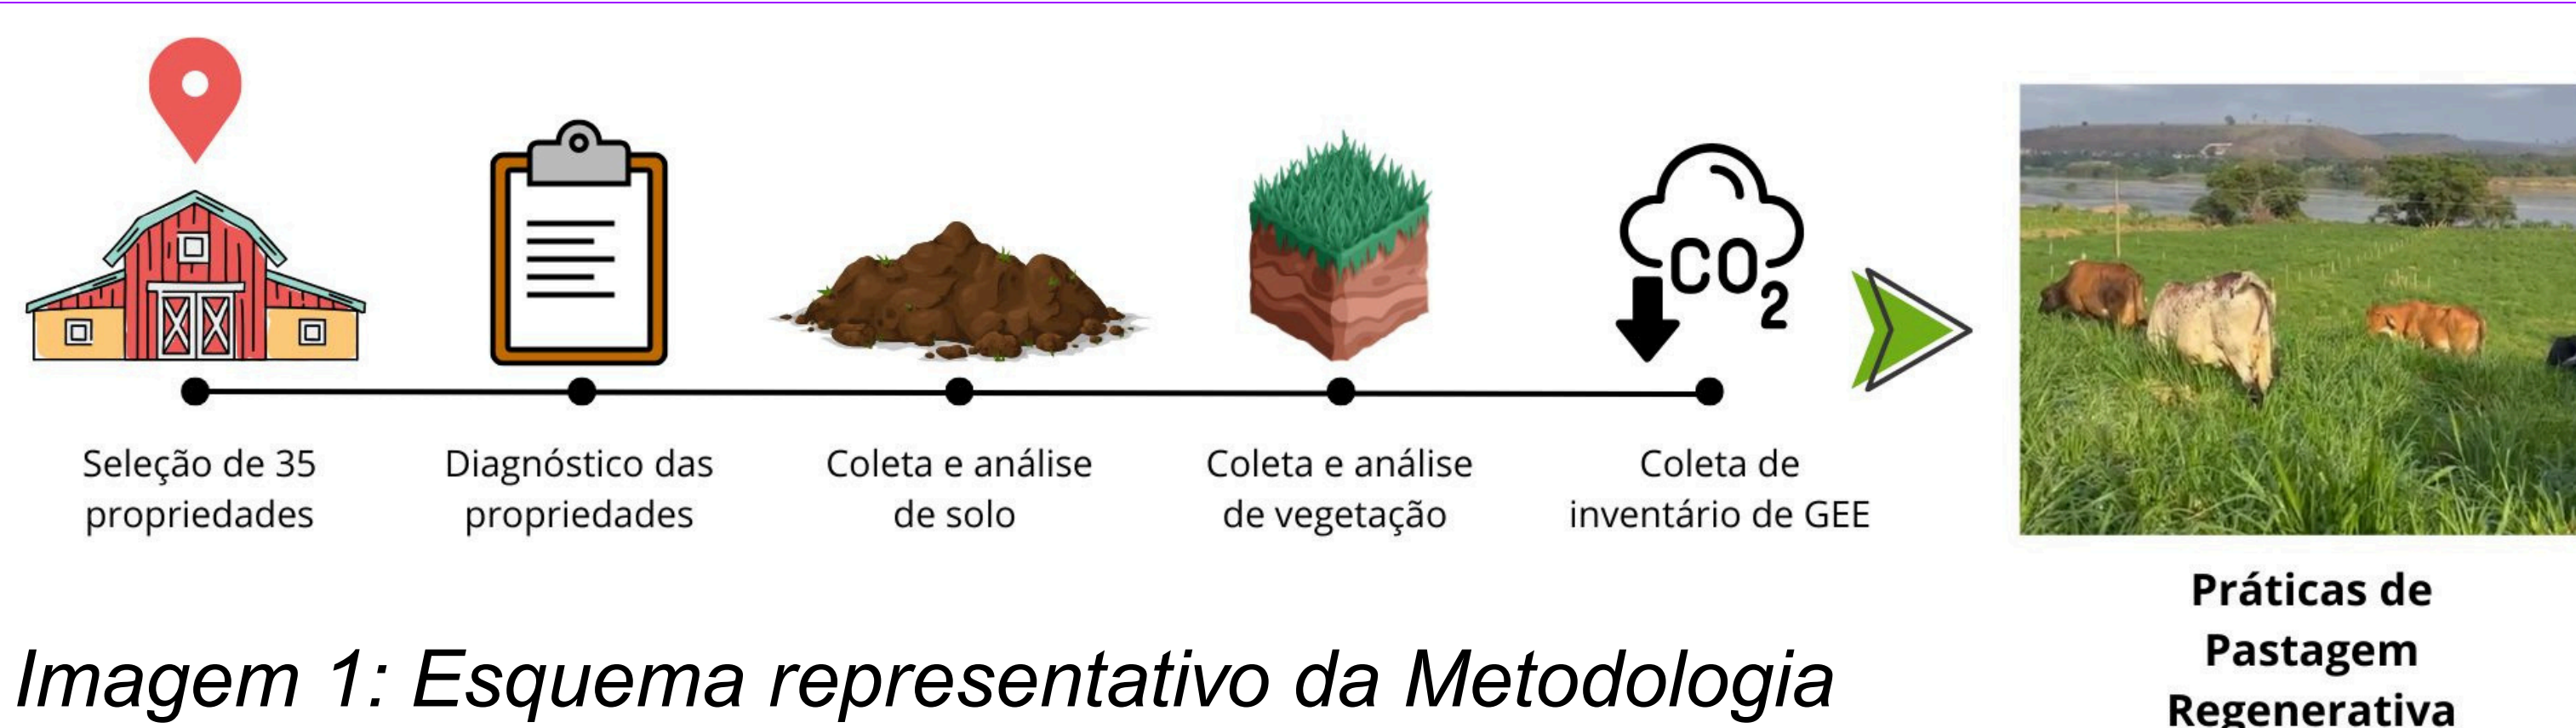 CO2
Seleção de 35
propriedades
Diagnóstico das
propriedades
Coleta e análise
de solo
Coleta e análise
de vegetação
Coleta de
inventário de GEE
Práticas de
Pastagem
Regenerativa
Imagem 1: Esquema representativo da Metodologia